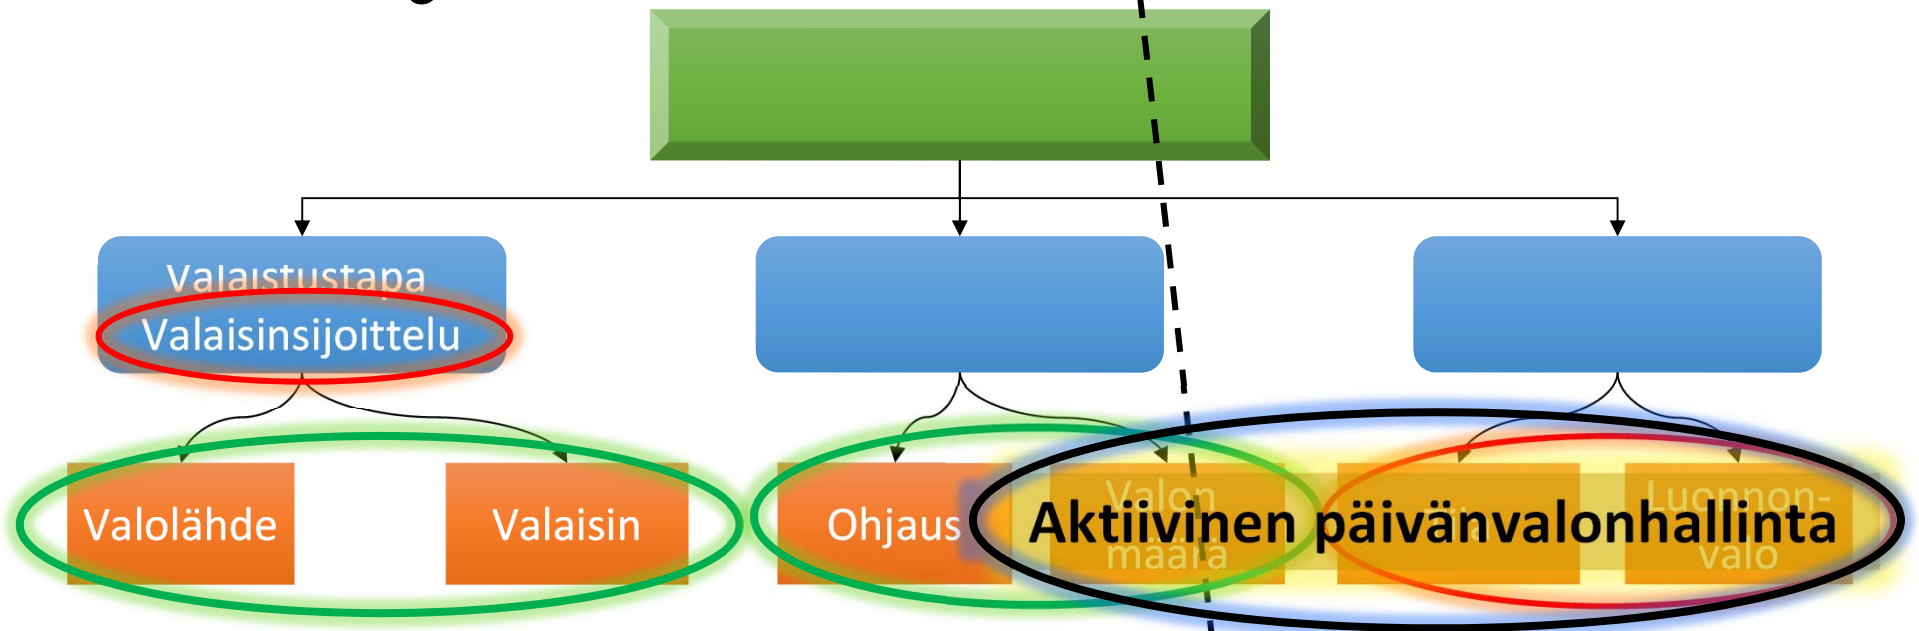 Valaistustapa
Valaisinsijoittelu
Valolähde
Valaisin
Ohjaus
Valon
määrä
Aktiivinen päivänvalonhallinta
Luonnon-
valo